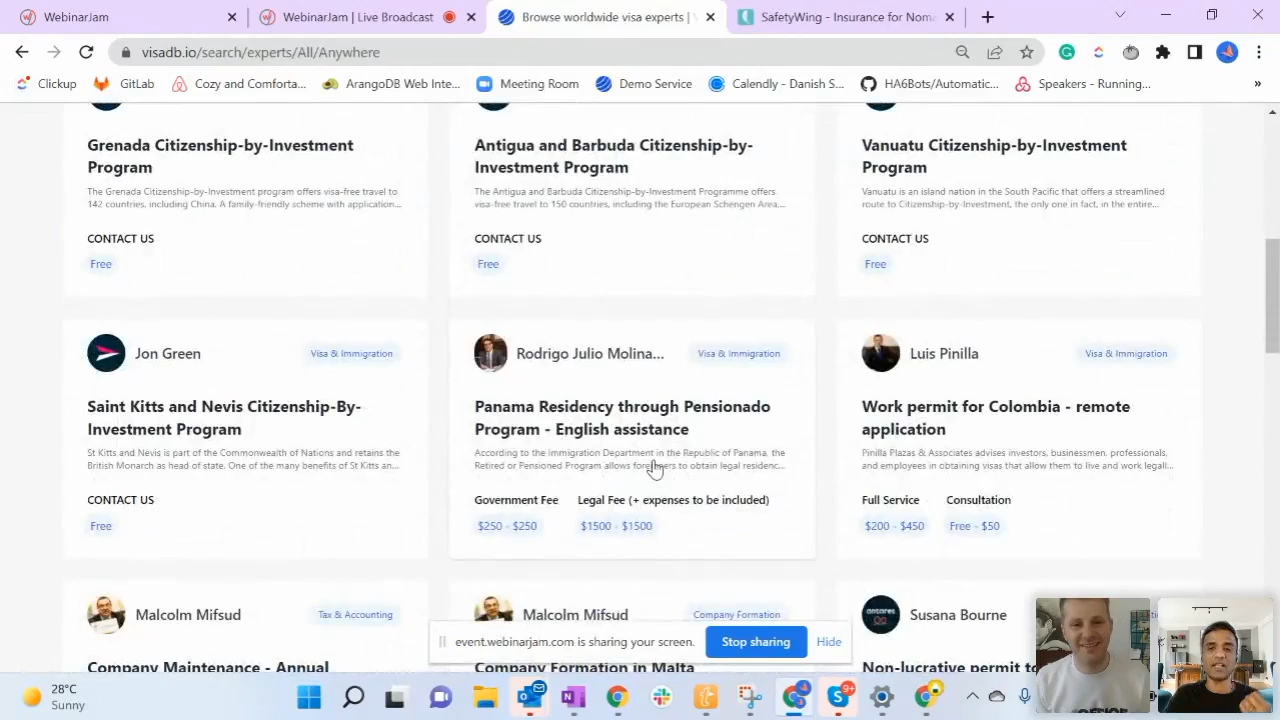 WebinarJam
WebinarJam | Live Broadcast
Browse worldwide visa experts |
SafetyWing - Insurance for Noma
visadb.io/search/experts/All/Anywhere
Clickup
GitLab
Cozy and Comforta...
ArangoDB Web Inte...
Meeting Room
Demo Service
Calendly - Danish S...
HA6Bots/Automatic...
Speakers - Running...
»
Grenada Citizenship-by-Investment
Program
The Grenada Citizenship-by-Investment program offers visa-free travel to
142 countries, including China. A family-friendly scheme with application...
CONTACT US
Free
Antigua and Barbuda Citizenship-by-
Investment Program
The Antigua and Barbuda Citizenship-by-Investment Programme offers
visa-free travel to 150 countries, including the European Schengen Area,...
CONTACT US
Free
Vanuatu Citizenship-by-Investment
Program
Vanuatu is an island nation in the South Pacific that offers a streamlined
route to Citizenship-by-Investment, the only one in fact, in the entire...
CONTACT US
Free
Jon Green
Visa & Immigration
Saint Kitts and Nevis Citizenship-By-
Investment Program
St Kitts and Nevis is part of the Commonwealth of Nations and retains the
British Monarch as head of state. One of the many benefits of St Kitts an...
CONTACT US
Free
Rodrigo Julio Molina...
Visa & Immigration
Panama Residency through Pensionado
Program - English assistance
According to the Immigration Department in the Republic of Panama, the
Retired or Pensioned Program allows foreigners to obtain legal residenc...
Government Fee
Legal Fee (+ expenses to be included)
$250 - $250
$1500 - $1500
Luis Pinilla
Visa & Immigration
Work permit for Colombia - remote
application
Pinilla Plazas & Associates advises investors, businessmen, professionals,
and employees in obtaining visas that allow them to live and work legall...
Full Service
Consultation
$200 - $450
Free - $50
Malcolm Mifsud
Tax & Accounting
Company Maintenance - Annual
Malcolm Mifsud
Company Formation
Company Formation in Malta
Susana Bourne
antares
Non-lucrative permit to
event.webinarjam.com is sharing your screen.
Stop sharing
Hide
28°C
Sunny
9+
OFFICE